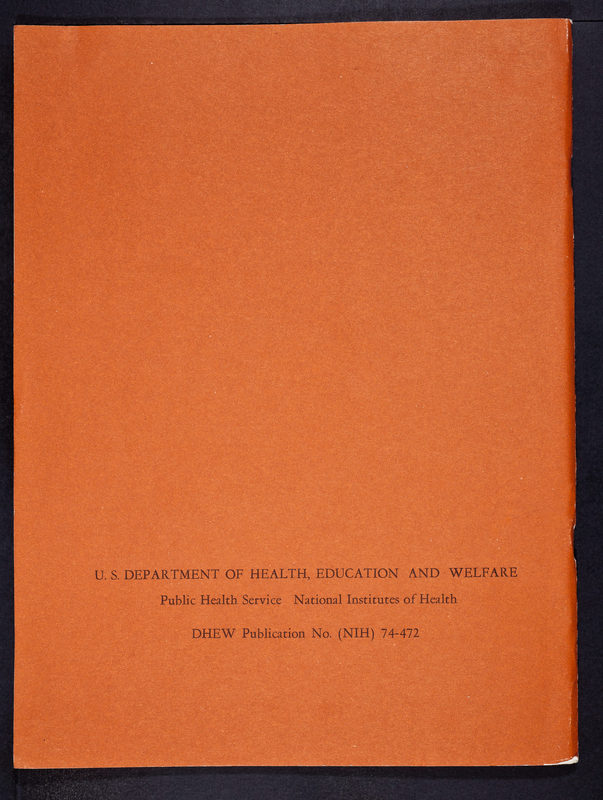 U. S. DEPARTMENT OF HEALTH, EDUCATION AND WELFARE
Public Health Service National Institutes of Health
DHEW Publication No. (NIH) 74-472